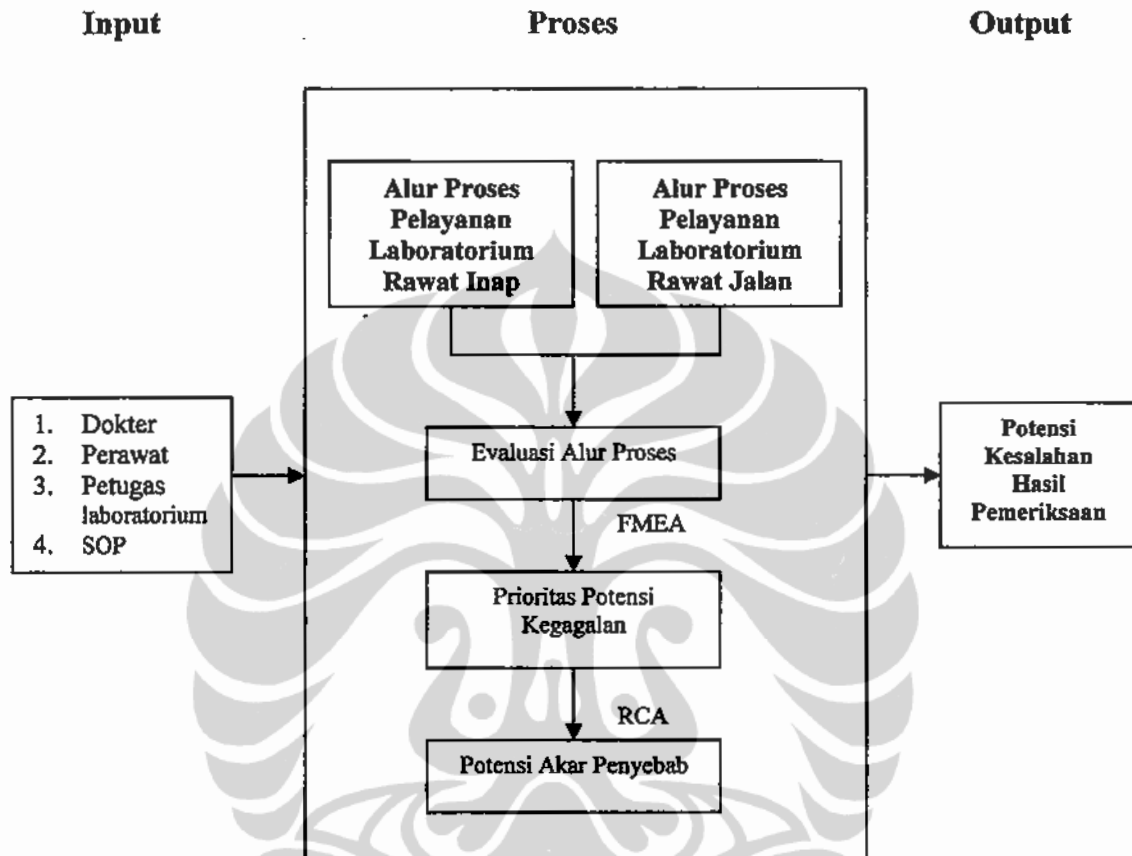 Input
Proses
Output
Alur Proses
Pelayanan
Laboratorium
Rawat Inap
Alur Proses
Pelayanan
Laboratorium
Rawat Jalan
1. Dokter
2. Perawat
3. Petugas
laboratorium
4. SOP
Evaluasi Alur Proses
FMEA
Prioritas Potensi
Kegagalan
RCA
Potensi Akar Penyebab
Potensi
Kesalahan
Hasil
Pemeriksaan